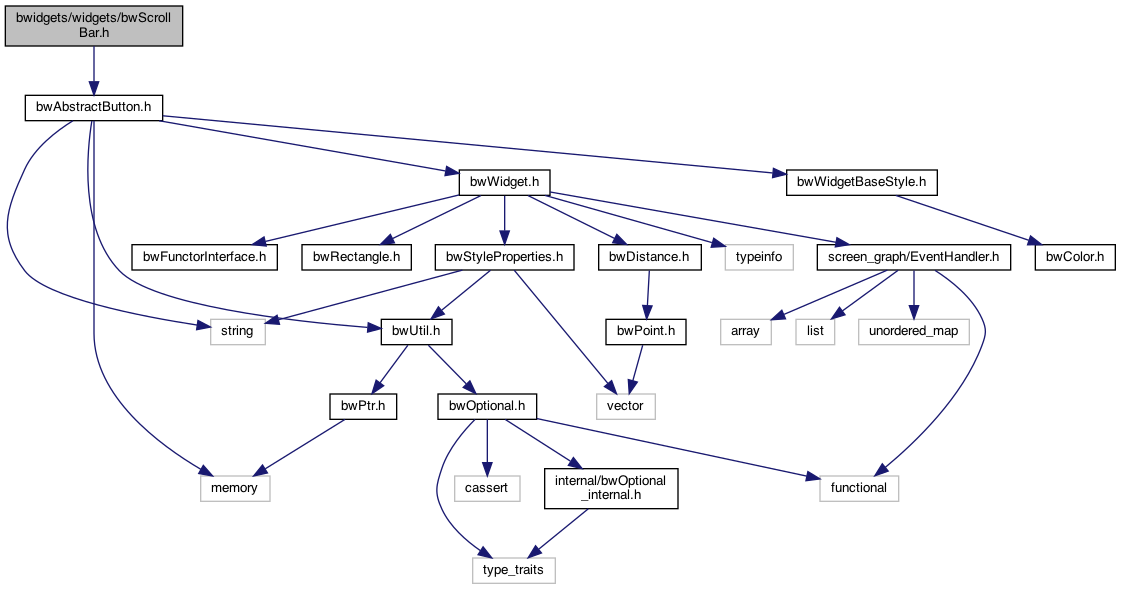 bwidgets/widgets/bwScroll
Bar.h
bwAbstractButton.h
bwWidget.h
bwWidgetBaseStyle.h
bwFunctorInterface.h
bwRectangle.h
bwStyleProperties.h
bwDistance.h
typeinfo
screen_graph/EventHandler.h
bwColor.h
string
bwUtil.h
bwPoint.h
array
list
unordered_map
bwPtr.h
bwOptional.h
vector
memory
cassert
internal/bwOptional
_internal.h
functional
type_traits